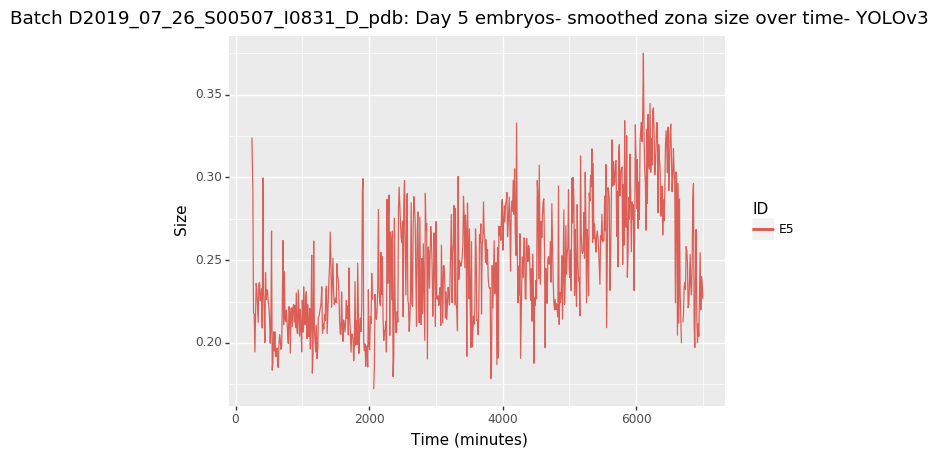 Batch D2019_07_26_S00507_I0831_D_pdb: Day 5 embryos- smoothed zona size over time- YOLOv3
0.35
0.30
0.25
0.20
Size
0
2000
4000
6000
Time (minutes)
ID
E5